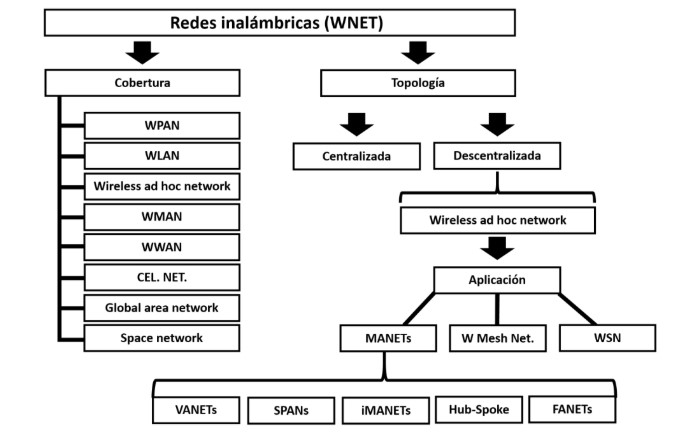 Redes inalámbricas (WNET)
Cobertura
WPAN
WLAN
Wireless ad hoc network
WMAN
WWAN
CEL. NET.
Global area network
Space network
Topología
Centralizada
Descentralizada
Wireless ad hoc network
Aplicación
MANETs
W Mesh Net.
WSN
VANETs
SPANs
iMANETs
Hub-Spoke
FANETs